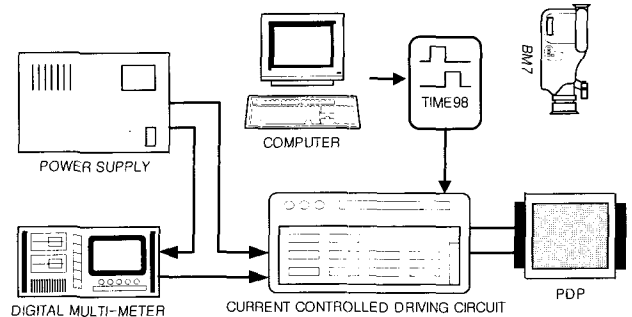 BM7
TIME98
COMPUTER
POWER SUPPLY
DIGITAL MULTI-METER
CURRENT CONTROLLED DRIVING CIRCUIT
PDP